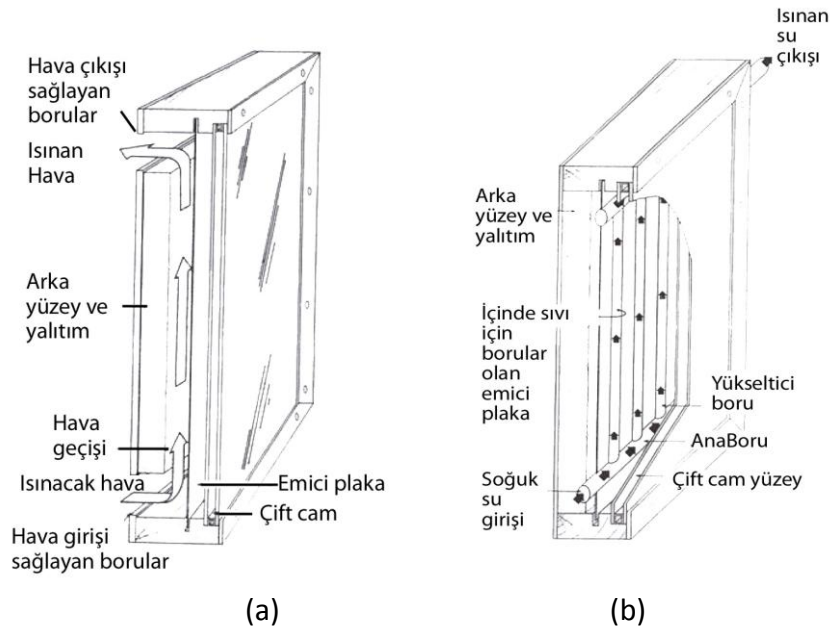 Hava çıkışı
sağlayan
borular
Isınan
Hava
Arka
yüzey ve
yalıtım
Hava
geçişi
Isınacak hava
Hava girişi
sağlayan borular
Emici plaka
Çift cam
(a)
Isınan
su
çıkışı
Arka
yüzey ve
yalıtım
İçinde sıvı
için
borular
olan
emici
plaka
Yükseltici
boru
AnaBoru
Çift cam yüzey
Soğuk
su
girişi
(b)